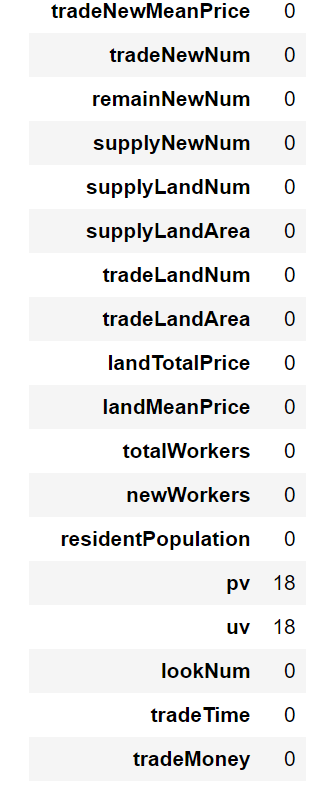 tradeNewMeanPrice 0
tradeNewNum 0
remainNewNum 0
supplyNewNum 0
supplyLandNum 0
supplyLandArea 0
tradeLandNum 0
tradeLandArea 0
landTotalPrice 0
landMeanPrice 0
totalWorkers 0
newWorkers 0
residentPopulation 0
pv 18
uv 18
lookNum 0
tradeTime 0
tradeMoney 0